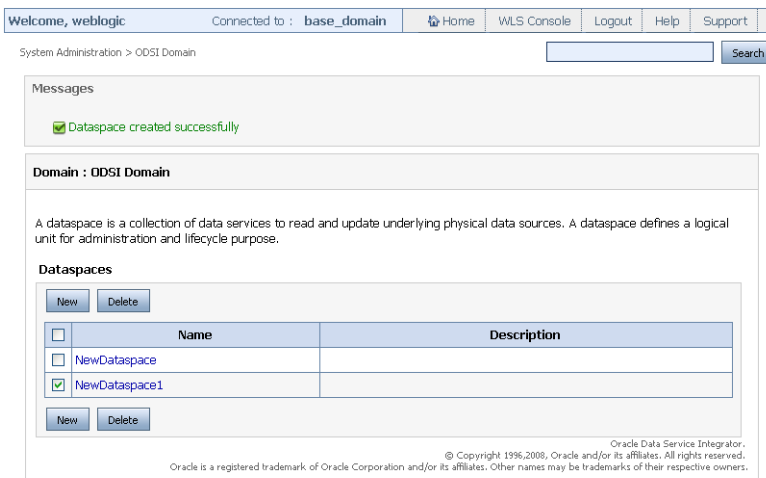 Welcome, weblogic Connected to : base_domain Home WLS Console Logout Help Support
System Administration > ODSI Domain Search
Messages
Dataspace created successfully
Domain : ODSI Domain
A dataspace is a collection of data services to read and update underlying physical data sources. A dataspace defines a logical
unit for administration and lifecycle purpose.
Dataspaces
New Delete
Name Description
NewDataspace
NewDataspace1
New Delete
Oracle Data Service Integrator.
© Copyright 1996,2008, Oracle and/or its affiliates. All rights reserved.
Oracle is a registered trademark of Oracle Corporation and/or its affiliates. Other names may be trademarks of their respective owners.